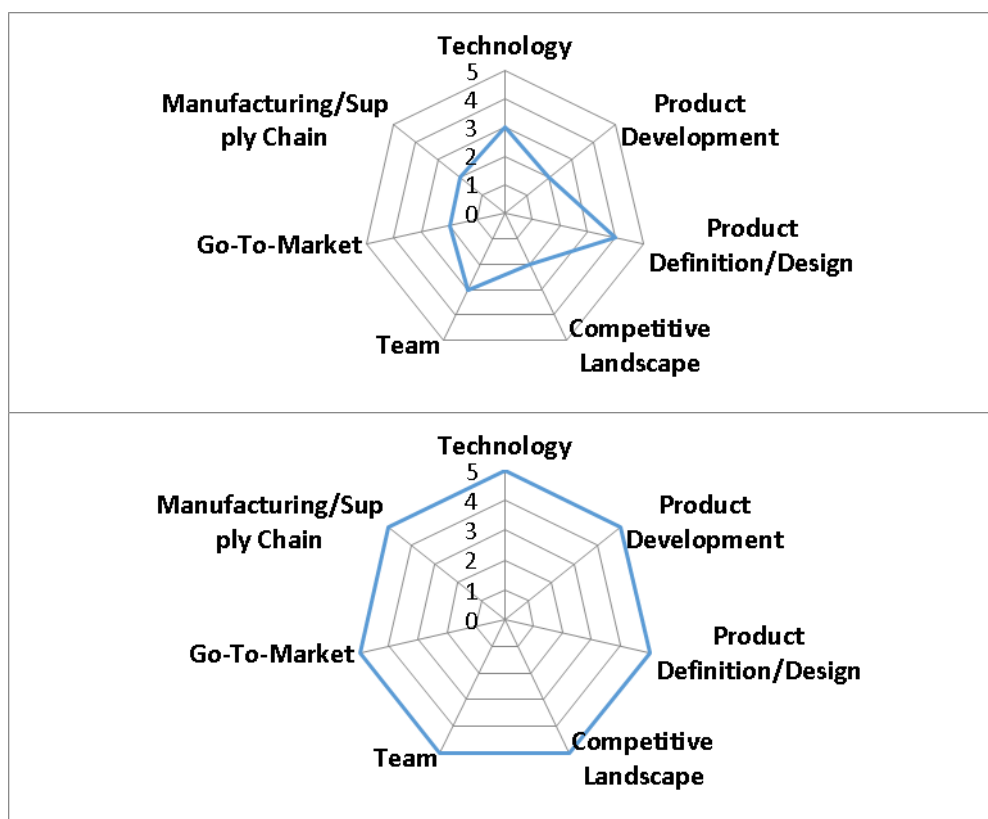 Technology
5
4
3
2
1
0
Product
Development
Product
Definition/Design
Competitive
Landscape
Team
Go-To-Market
Manufacturing/Sup
ply Chain
Technology
5
4
3
2
1
0
Product
Development
Product
Definition/Design
Competitive
Landscape
Team
Go-To-Market
Manufacturing/Sup
ply Chain